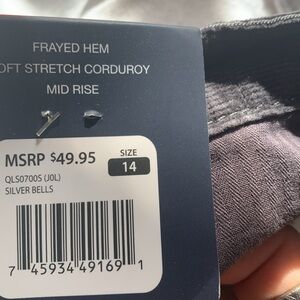 FRAYED HEM
OFT STRETCH CORDUROY
MID RISE
MSRP $49.95
SIZE
14
QLS0700S (J0L)
SILVER BELLS
7 45934 49169 1